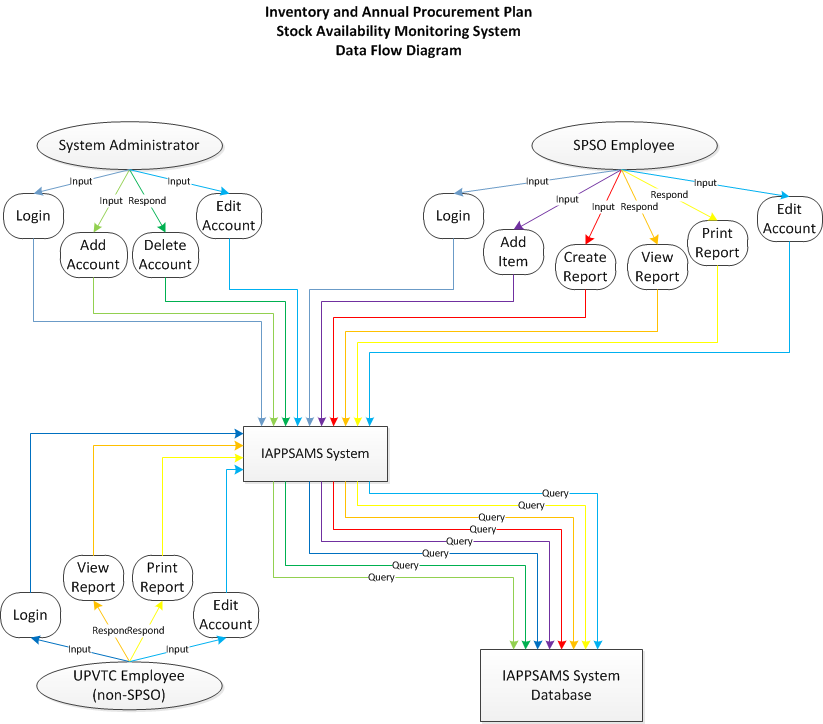 Inventory and Annual Procurement Plan
Stock Availability Monitoring System
Data Flow Diagram
System Administrator
Input
Input
Respond
Input
Login
Add
Account
Delete
Account
Edit
Account
SPSO Employee
Input
Input
Input
Respond
Respond
Input
Login
Add
Item
Create
Report
View
Report
Print
Report
Edit
Account
IAPPSAMS System
Query
Query
Query
Query
Query
Query
Query
Query
View
Report
Print
Report
Login
Edit
Account
Respond
Respond
Input
Input
UPVTC Employee
(non-SPSO)
IAPPSAMS System
Database